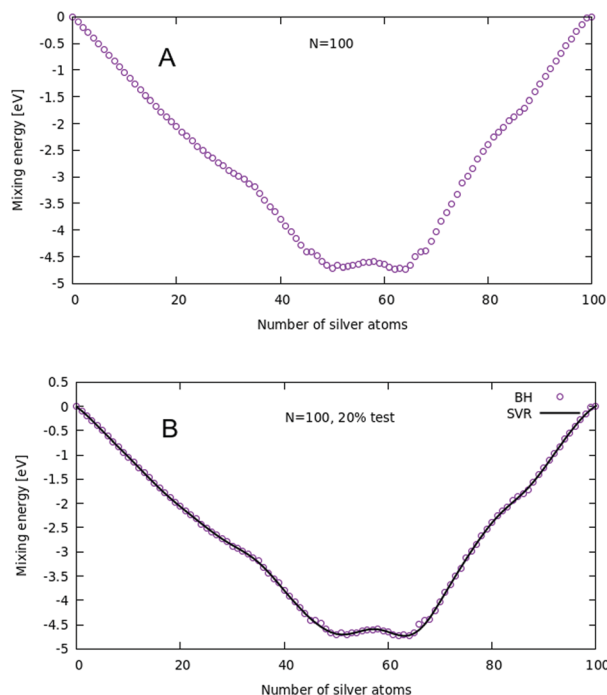 0
-0.5
-1
-1.5
-2
-2.5
-3
-3.5
-4
-4.5
-5
Mixing energy [eV]
A
N=100
0 20 40 60 80 100
Number of silver atoms
0.5
0
-0.5
-1
-1.5
-2
-2.5
-3
-3.5
-4
-4.5
-5
Mixing energy [eV]
B
N=100, 20% test
BH
SVR
0 20 40 60 80 100
Number of silver atoms